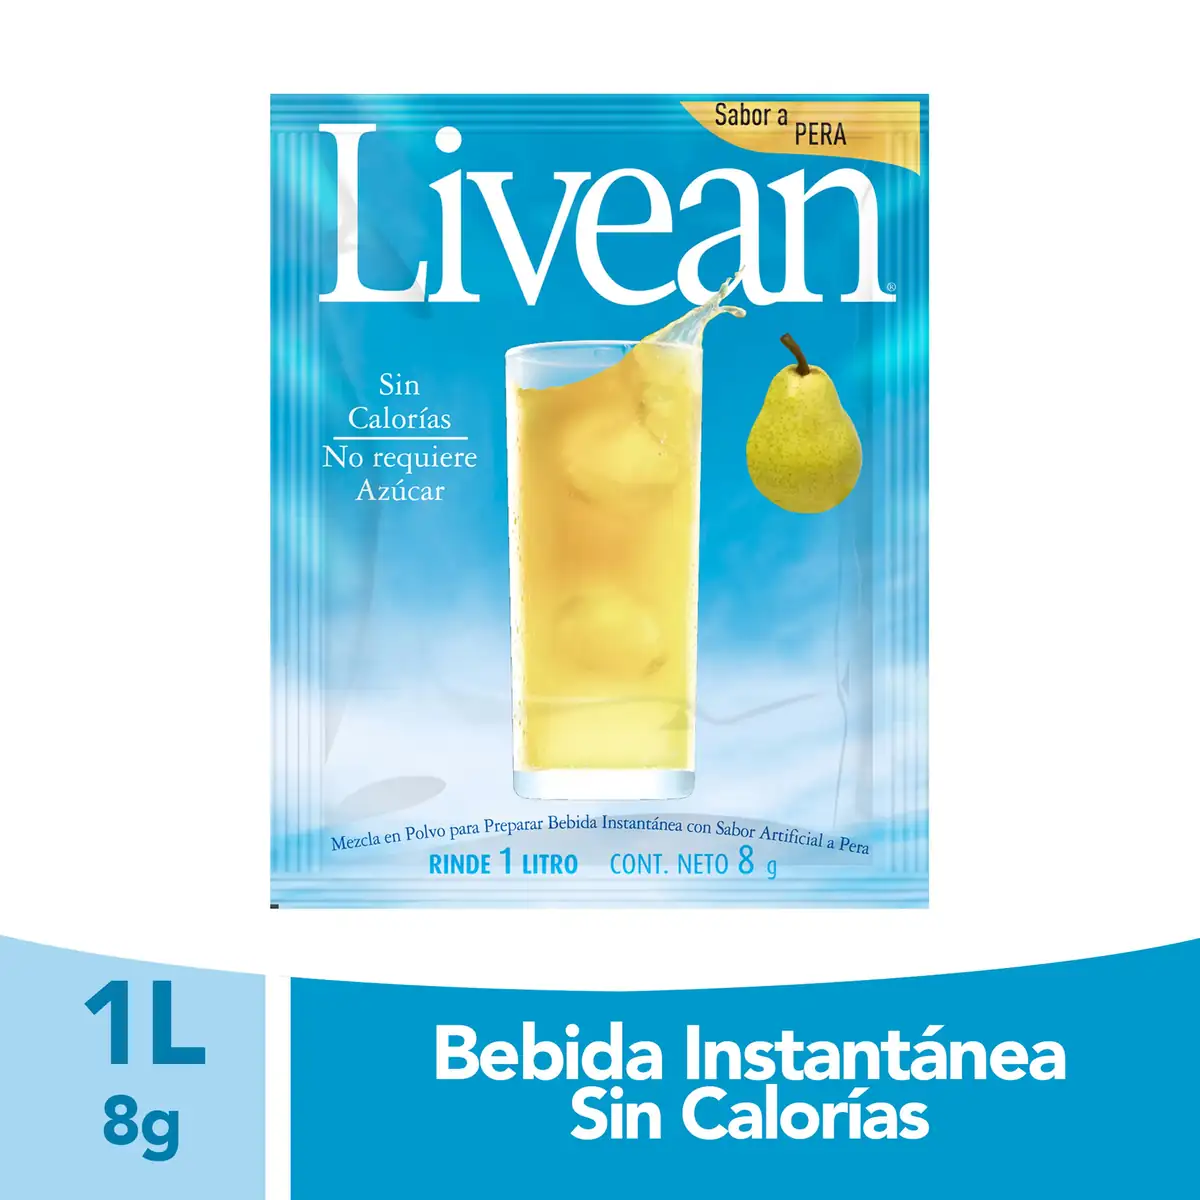 Sabor a
PERA
Livean®
Sin
Calorías
No requiere
Azúcar
Mezcla en Polvo para Preparar Bebida Instantánea con Sabor Artificial a Pera
RINDE 1 LITRO CONT. NETO 8 g
1L
8g
Bebida Instantánea
Sin Calorías